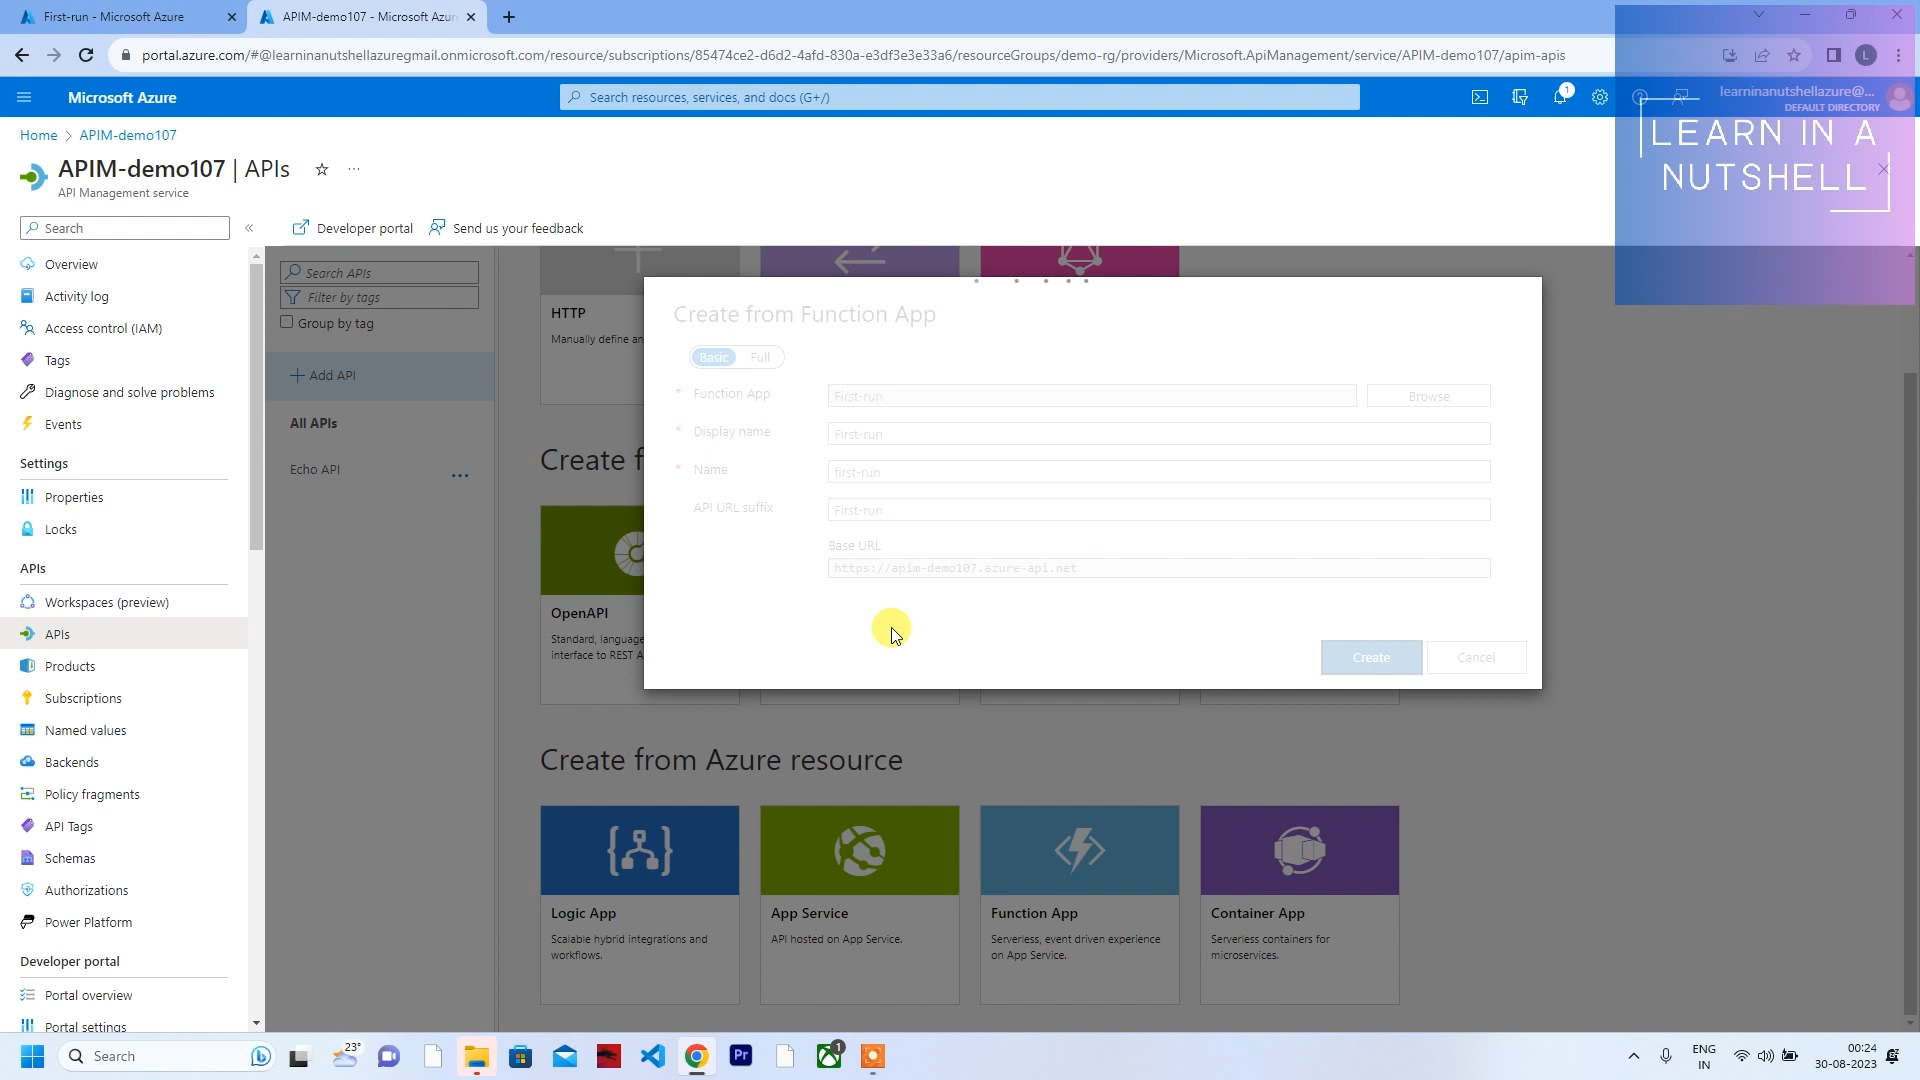 First-run - Microsoft Azure
APIM-demo107 - Microsoft Azur
portal.azure.com/#@learninanutshellazuregmail.onmicrosoft.com/resource/subscriptions/85474ce2-d6d2-4afd-830a-e3df3e3e33a6/resourceGroups/demo-rg/providers/Microsoft.ApiManagement/service/APIM-demo107/apim-apis
L
Microsoft Azure
Search resources, services, and docs (G+/)
1
learninanutshellazure@...
DEFAULT DIRECTORY
LEARN IN A
NUTSHELL
Home > APIM-demo107
APIM-demo107 | APIs
API Management service
Search
Developer portal
Send us your feedback
Overview
Activity log
Access control (IAM)
Tags
Diagnose and solve problems
Events
Settings
Properties
Locks
APIs
Workspaces (preview)
APIs
Products
Subscriptions
Named values
Backends
Policy fragments
API Tags
Schemas
Authorizations
Power Platform
Developer portal
Portal overview
Portal settings
Search APIs
Filter by tags
Group by tag
Add API
All APIs
Echo API
...
HTTP
Manually define an
Create f
OpenAPI
Standard, language
interface to REST A
Create from Function App
Basic Full
* Function App
First-run
Browse
* Display name
First-run
* Name
first-run
API URL suffix
First-run
Base URL
https://apim-demo107.azure-api.net
Create
Cancel
Create from Azure resource
Logic App
Scalable hybrid integrations and
workflows.
App Service
API hosted on App Service.
Function App
Serverless, event driven experience
on App Service.
Container App
Serverless containers for
microservices.
Search
23°
Pr
1
ENG
IN
00:24
30-08-2023